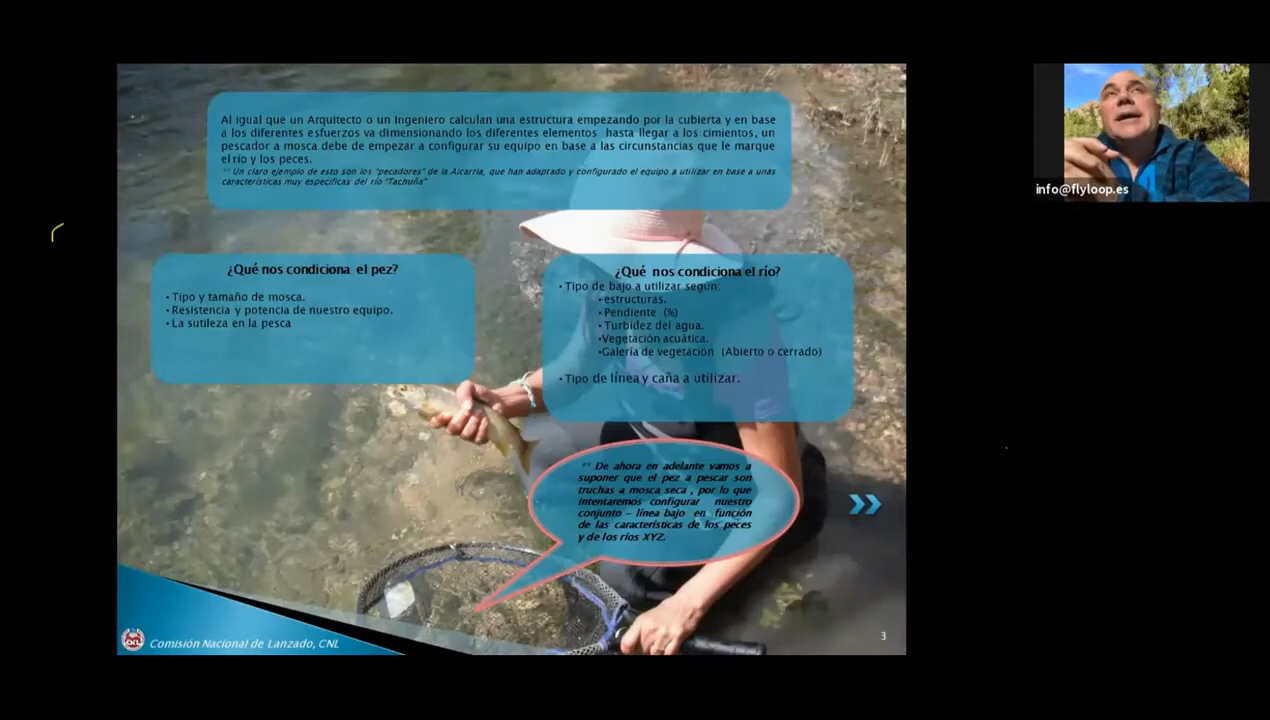 Al igual que un Arquitecto o un Ingeniero calculan una estructura empezando por la cubierta y en base
a los diferentes esfuerzos va dimensionando los diferentes elementos hasta llegar a los cimientos, un
pescador a mosca debe de empezar a configurar su equipo en base a las circunstancias que le marque
el río y los peces.
** Un claro ejemplo de esto son los "pecadores" de la Alcarria, que han adaptado y configurado el equipo a utilizar en base a unas
características muy especificas del río "Tachuña"
info@flyloop.es
¿Qué nos condiciona el pez?
• Tipo y tamaño de mosca.
• Resistencia y potencia de nuestro equipo.
• La sutileza en la pesca
¿Qué nos condiciona el río?
• Tipo de bajo a utilizar según:
• estructuras.
• Pendiente (%)
• Turbidez del agua.
•Vegetación acuática.
•Galería de vegetación (Abierto o cerrado)
• Tipo de línea y caña a utilizar.
** De ahora en adelante vamos a
suponer que el pez a pescar son
truchas a mosca seca , por lo que
intentaremos configurar nuestro
conjunto – línea bajo en función
de las características de los peces
y de los ríos XYZ.
Comisión Nacional de Lanzado, CNL
3